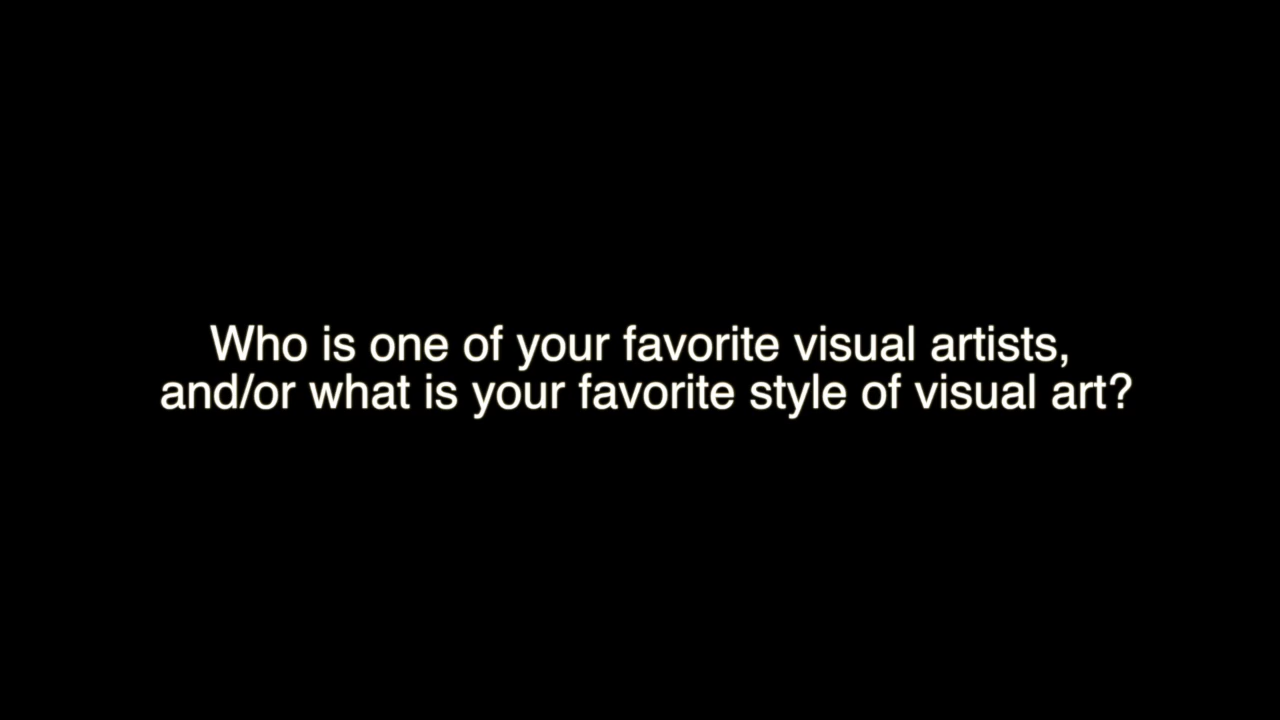 Who is one of your favorite visual artists,
and/or what is your favorite style of visual art?